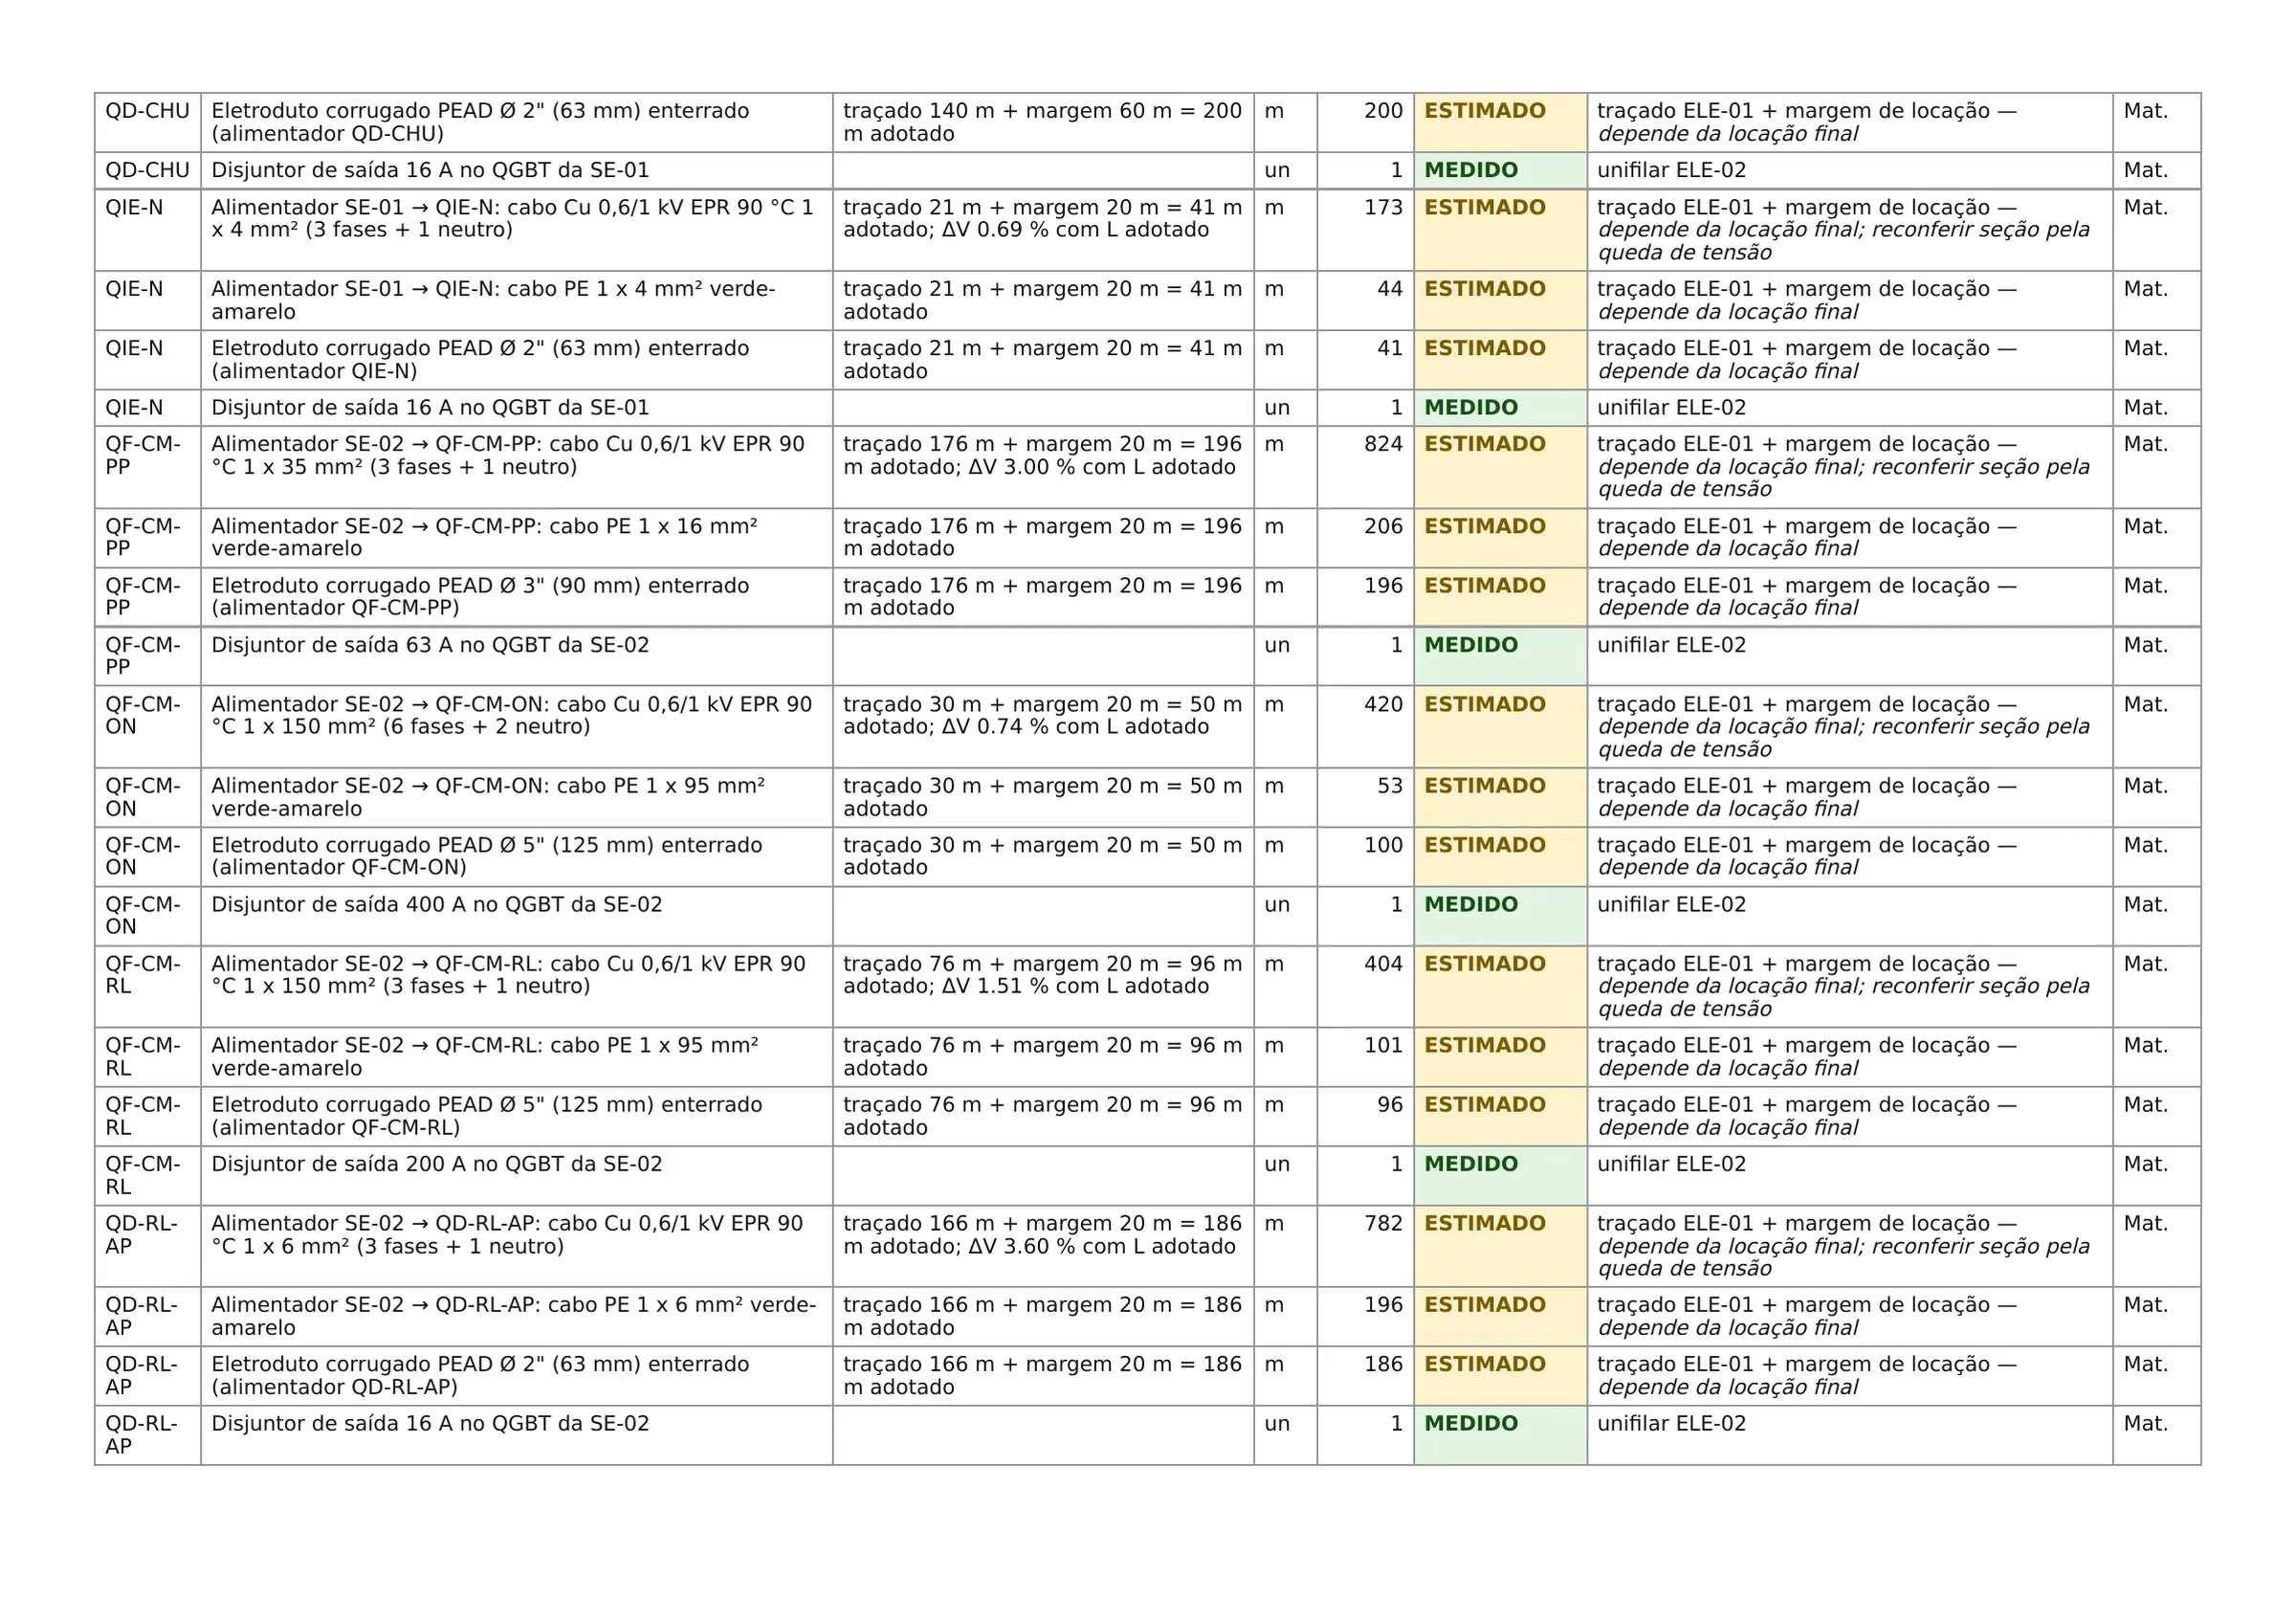 QD-CHU Eletroduto corrugado PEAD Ø 2" (63 mm) enterrado traçado 140 m + margem 60 m = 200 m 200 ESTIMADO traçado ELE-01 + margem de locação — Mat.
(alimentador QD-CHU) m adotado depende da locação final
QD-CHU Disjuntor de saída 16 A no QGBT da SE-01 un 1 MEDIDO unifilar ELE-02 Mat.
QIE-N Alimentador SE-01 → QIE-N: cabo Cu 0,6/1 kV EPR 90 °C 1 traçado 21 m + margem 20 m = 41 m m 173 ESTIMADO traçado ELE-01 + margem de locação — Mat.
x 4 mm² (3 fases + 1 neutro) adotado; ΔV 0.69 % com L adotado depende da locação final; reconferir seção pela
queda de tensão
QIE-N Alimentador SE-01 → QIE-N: cabo PE 1 x 4 mm² verde- traçado 21 m + margem 20 m = 41 m m 44 ESTIMADO traçado ELE-01 + margem de locação — Mat.
amarelo adotado depende da locação final
QIE-N Eletroduto corrugado PEAD Ø 2" (63 mm) enterrado traçado 21 m + margem 20 m = 41 m m 41 ESTIMADO traçado ELE-01 + margem de locação — Mat.
(alimentador QIE-N) adotado depende da locação final
QIE-N Disjuntor de saída 16 A no QGBT da SE-01 un 1 MEDIDO unifilar ELE-02 Mat.
QF-CM- Alimentador SE-02 → QF-CM-PP: cabo Cu 0,6/1 kV EPR 90 traçado 176 m + margem 20 m = 196 m 824 ESTIMADO traçado ELE-01 + margem de locação — Mat.
PP °C 1 x 35 mm² (3 fases + 1 neutro) m adotado; ΔV 3.00 % com L adotado depende da locação final; reconferir seção pela
queda de tensão
QF-CM- Alimentador SE-02 → QF-CM-PP: cabo PE 1 x 16 mm² traçado 176 m + margem 20 m = 196 m 206 ESTIMADO traçado ELE-01 + margem de locação — Mat.
PP verde-amarelo m adotado depende da locação final
QF-CM- Eletroduto corrugado PEAD Ø 3" (90 mm) enterrado traçado 176 m + margem 20 m = 196 m 196 ESTIMADO traçado ELE-01 + margem de locação — Mat.
PP (alimentador QF-CM-PP) m adotado depende da locação final
QF-CM- Disjuntor de saída 63 A no QGBT da SE-02 un 1 MEDIDO unifilar ELE-02 Mat.
PP
QF-CM- Alimentador SE-02 → QF-CM-ON: cabo Cu 0,6/1 kV EPR 90 traçado 30 m + margem 20 m = 50 m m 420 ESTIMADO traçado ELE-01 + margem de locação — Mat.
ON °C 1 x 150 mm² (6 fases + 2 neutro) adotado; ΔV 0.74 % com L adotado depende da locação final; reconferir seção pela
queda de tensão
QF-CM- Alimentador SE-02 → QF-CM-ON: cabo PE 1 x 95 mm² traçado 30 m + margem 20 m = 50 m m 53 ESTIMADO traçado ELE-01 + margem de locação — Mat.
ON verde-amarelo adotado depende da locação final
QF-CM- Eletroduto corrugado PEAD Ø 5" (125 mm) enterrado traçado 30 m + margem 20 m = 50 m m 100 ESTIMADO traçado ELE-01 + margem de locação — Mat.
ON (alimentador QF-CM-ON) adotado depende da locação final
QF-CM- Disjuntor de saída 400 A no QGBT da SE-02 un 1 MEDIDO unifilar ELE-02 Mat.
ON
QF-CM- Alimentador SE-02 → QF-CM-RL: cabo Cu 0,6/1 kV EPR 90 traçado 76 m + margem 20 m = 96 m m 404 ESTIMADO traçado ELE-01 + margem de locação — Mat.
RL °C 1 x 150 mm² (3 fases + 1 neutro) adotado; ΔV 1.51 % com L adotado depende da locação final; reconferir seção pela
queda de tensão
QF-CM- Alimentador SE-02 → QF-CM-RL: cabo PE 1 x 95 mm² traçado 76 m + margem 20 m = 96 m m 101 ESTIMADO traçado ELE-01 + margem de locação — Mat.
RL verde-amarelo adotado depende da locação final
QF-CM- Eletroduto corrugado PEAD Ø 5" (125 mm) enterrado traçado 76 m + margem 20 m = 96 m m 96 ESTIMADO traçado ELE-01 + margem de locação — Mat.
RL (alimentador QF-CM-RL) adotado depende da locação final
QF-CM- Disjuntor de saída 200 A no QGBT da SE-02 un 1 MEDIDO unifilar ELE-02 Mat.
RL
QD-RL- Alimentador SE-02 → QD-RL-AP: cabo Cu 0,6/1 kV EPR 90 traçado 166 m + margem 20 m = 186 m 782 ESTIMADO traçado ELE-01 + margem de locação — Mat.
AP °C 1 x 6 mm² (3 fases + 1 neutro) m adotado; ΔV 3.60 % com L adotado depende da locação final; reconferir seção pela
queda de tensão
QD-RL- Alimentador SE-02 → QD-RL-AP: cabo PE 1 x 6 mm² verde- traçado 166 m + margem 20 m = 186 m 196 ESTIMADO traçado ELE-01 + margem de locação — Mat.
AP amarelo m adotado depende da locação final
QD-RL- Eletroduto corrugado PEAD Ø 2" (63 mm) enterrado traçado 166 m + margem 20 m = 186 m 186 ESTIMADO traçado ELE-01 + margem de locação — Mat.
AP (alimentador QD-RL-AP) m adotado depende da locação final
QD-RL- Disjuntor de saída 16 A no QGBT da SE-02 un 1 MEDIDO unifilar ELE-02 Mat.
AP